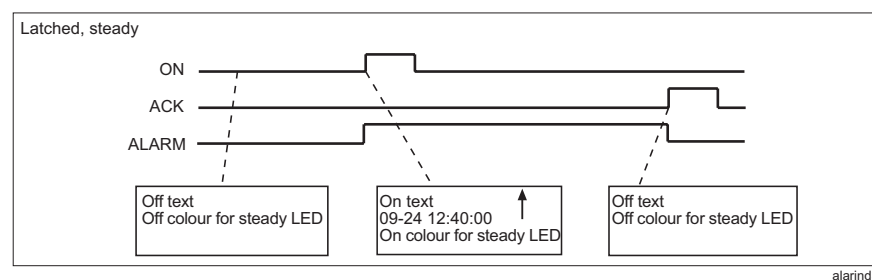 Latched, steady
ON
ACK
ALARM
Off text
Off colour for steady LED
On text
09-24 12:40:00
On colour for steady LED
Off text
Off colour for steady LED
alarind